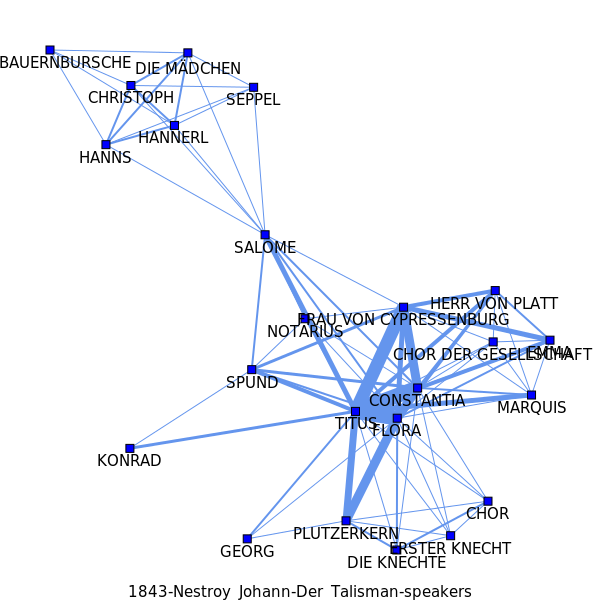 BAUERNBURSCHE
DIE MÄDCHEN
CHRISTOPH
SEPPEL
HANNERL
HANNS
SALOME
HERR VON PLATT
FRAU VON CYPRESSENBURG
NOTARIUS
CHOR DER GESELLSCHAFT
EMMA
SPUND
CONSTANTIA
MARQUIS
TITUS
FLORA
KONRAD
CHOR
PLUTZERKERN
GEORG
ERSTER KNECHT
DIE KNECHTE
1843-Nestroy_Johann-Der_Talisman-speakers